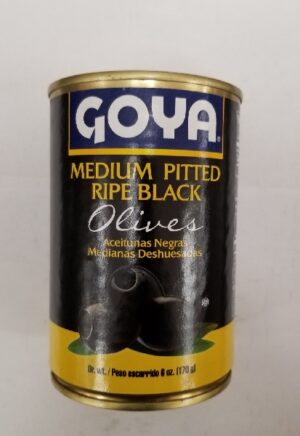 GOYA
MEDIUM PITTED
RIPE BLACK
Olives
Aceitunas Negras
Medianas Deshuesadas
Dr. wt. / Peso escurrido 6 oz. (170 g)